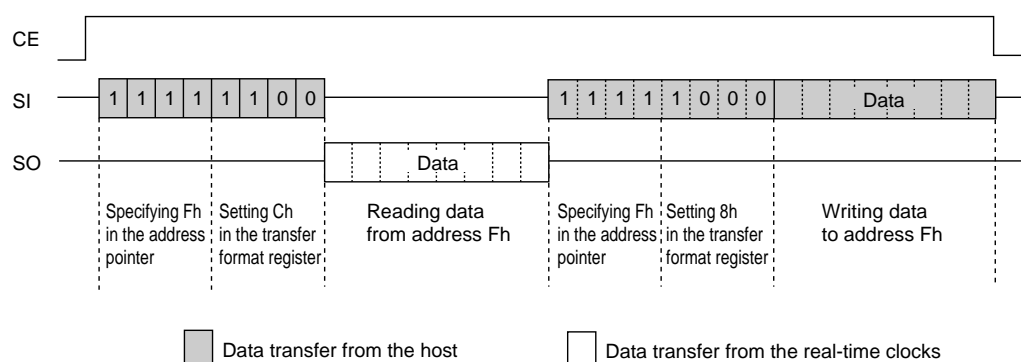 CE
SI 1 1 1 1 1 1 0 0 1 1 1 1 1 0 0 0 Data
SO Data
Specifying Fh
in the address
pointer
Setting Ch
in the transfer
format register
Reading data
from address Fh
Specifying Fh
in the address
pointer
Setting 8h
in the transfer
format register
Writing data
to address Fh
Data transfer from the host
Data transfer from the real-time clocks